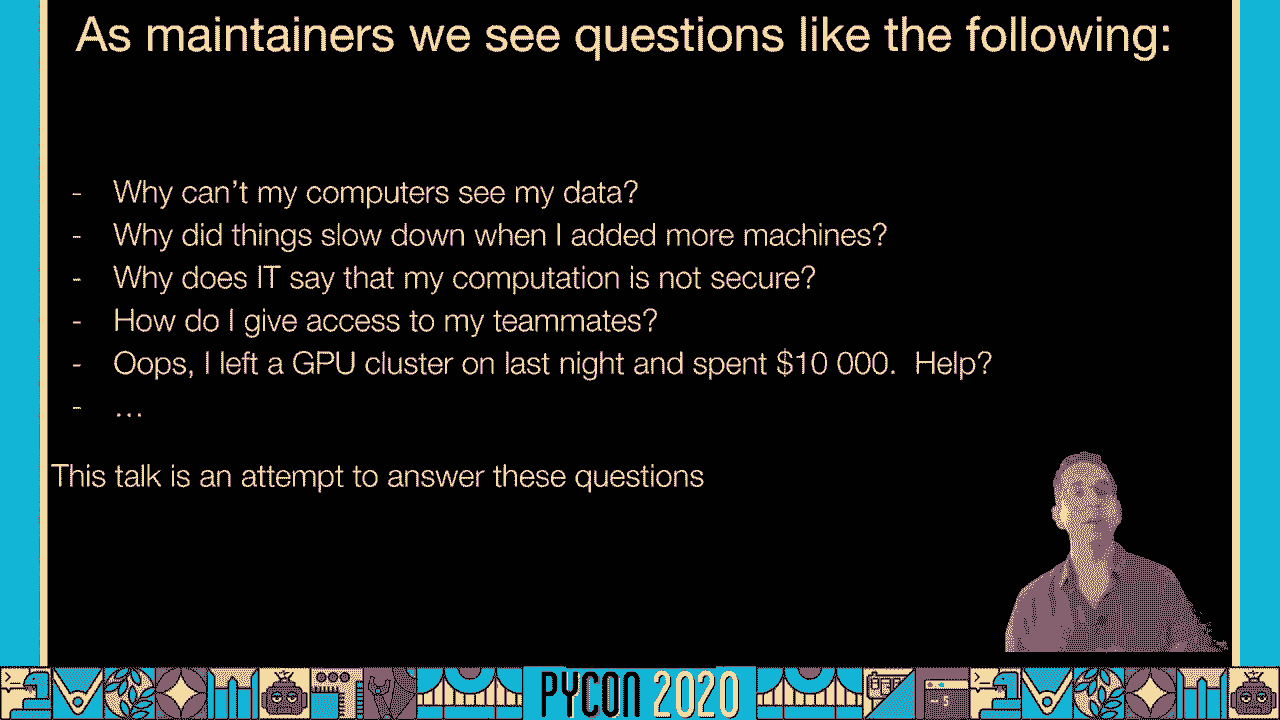 As maintainers we see questions like the following:
- Why can't my computers see my data?
- Why did things slow down when I added more machines?
- Why does IT say that my computation is not secure?
- How do I give access to my teammates?
- Oops, I left a GPU cluster on last night and spent $10 000.  Help?
- …
This talk is an attempt to answer these questions
PYCON 2020